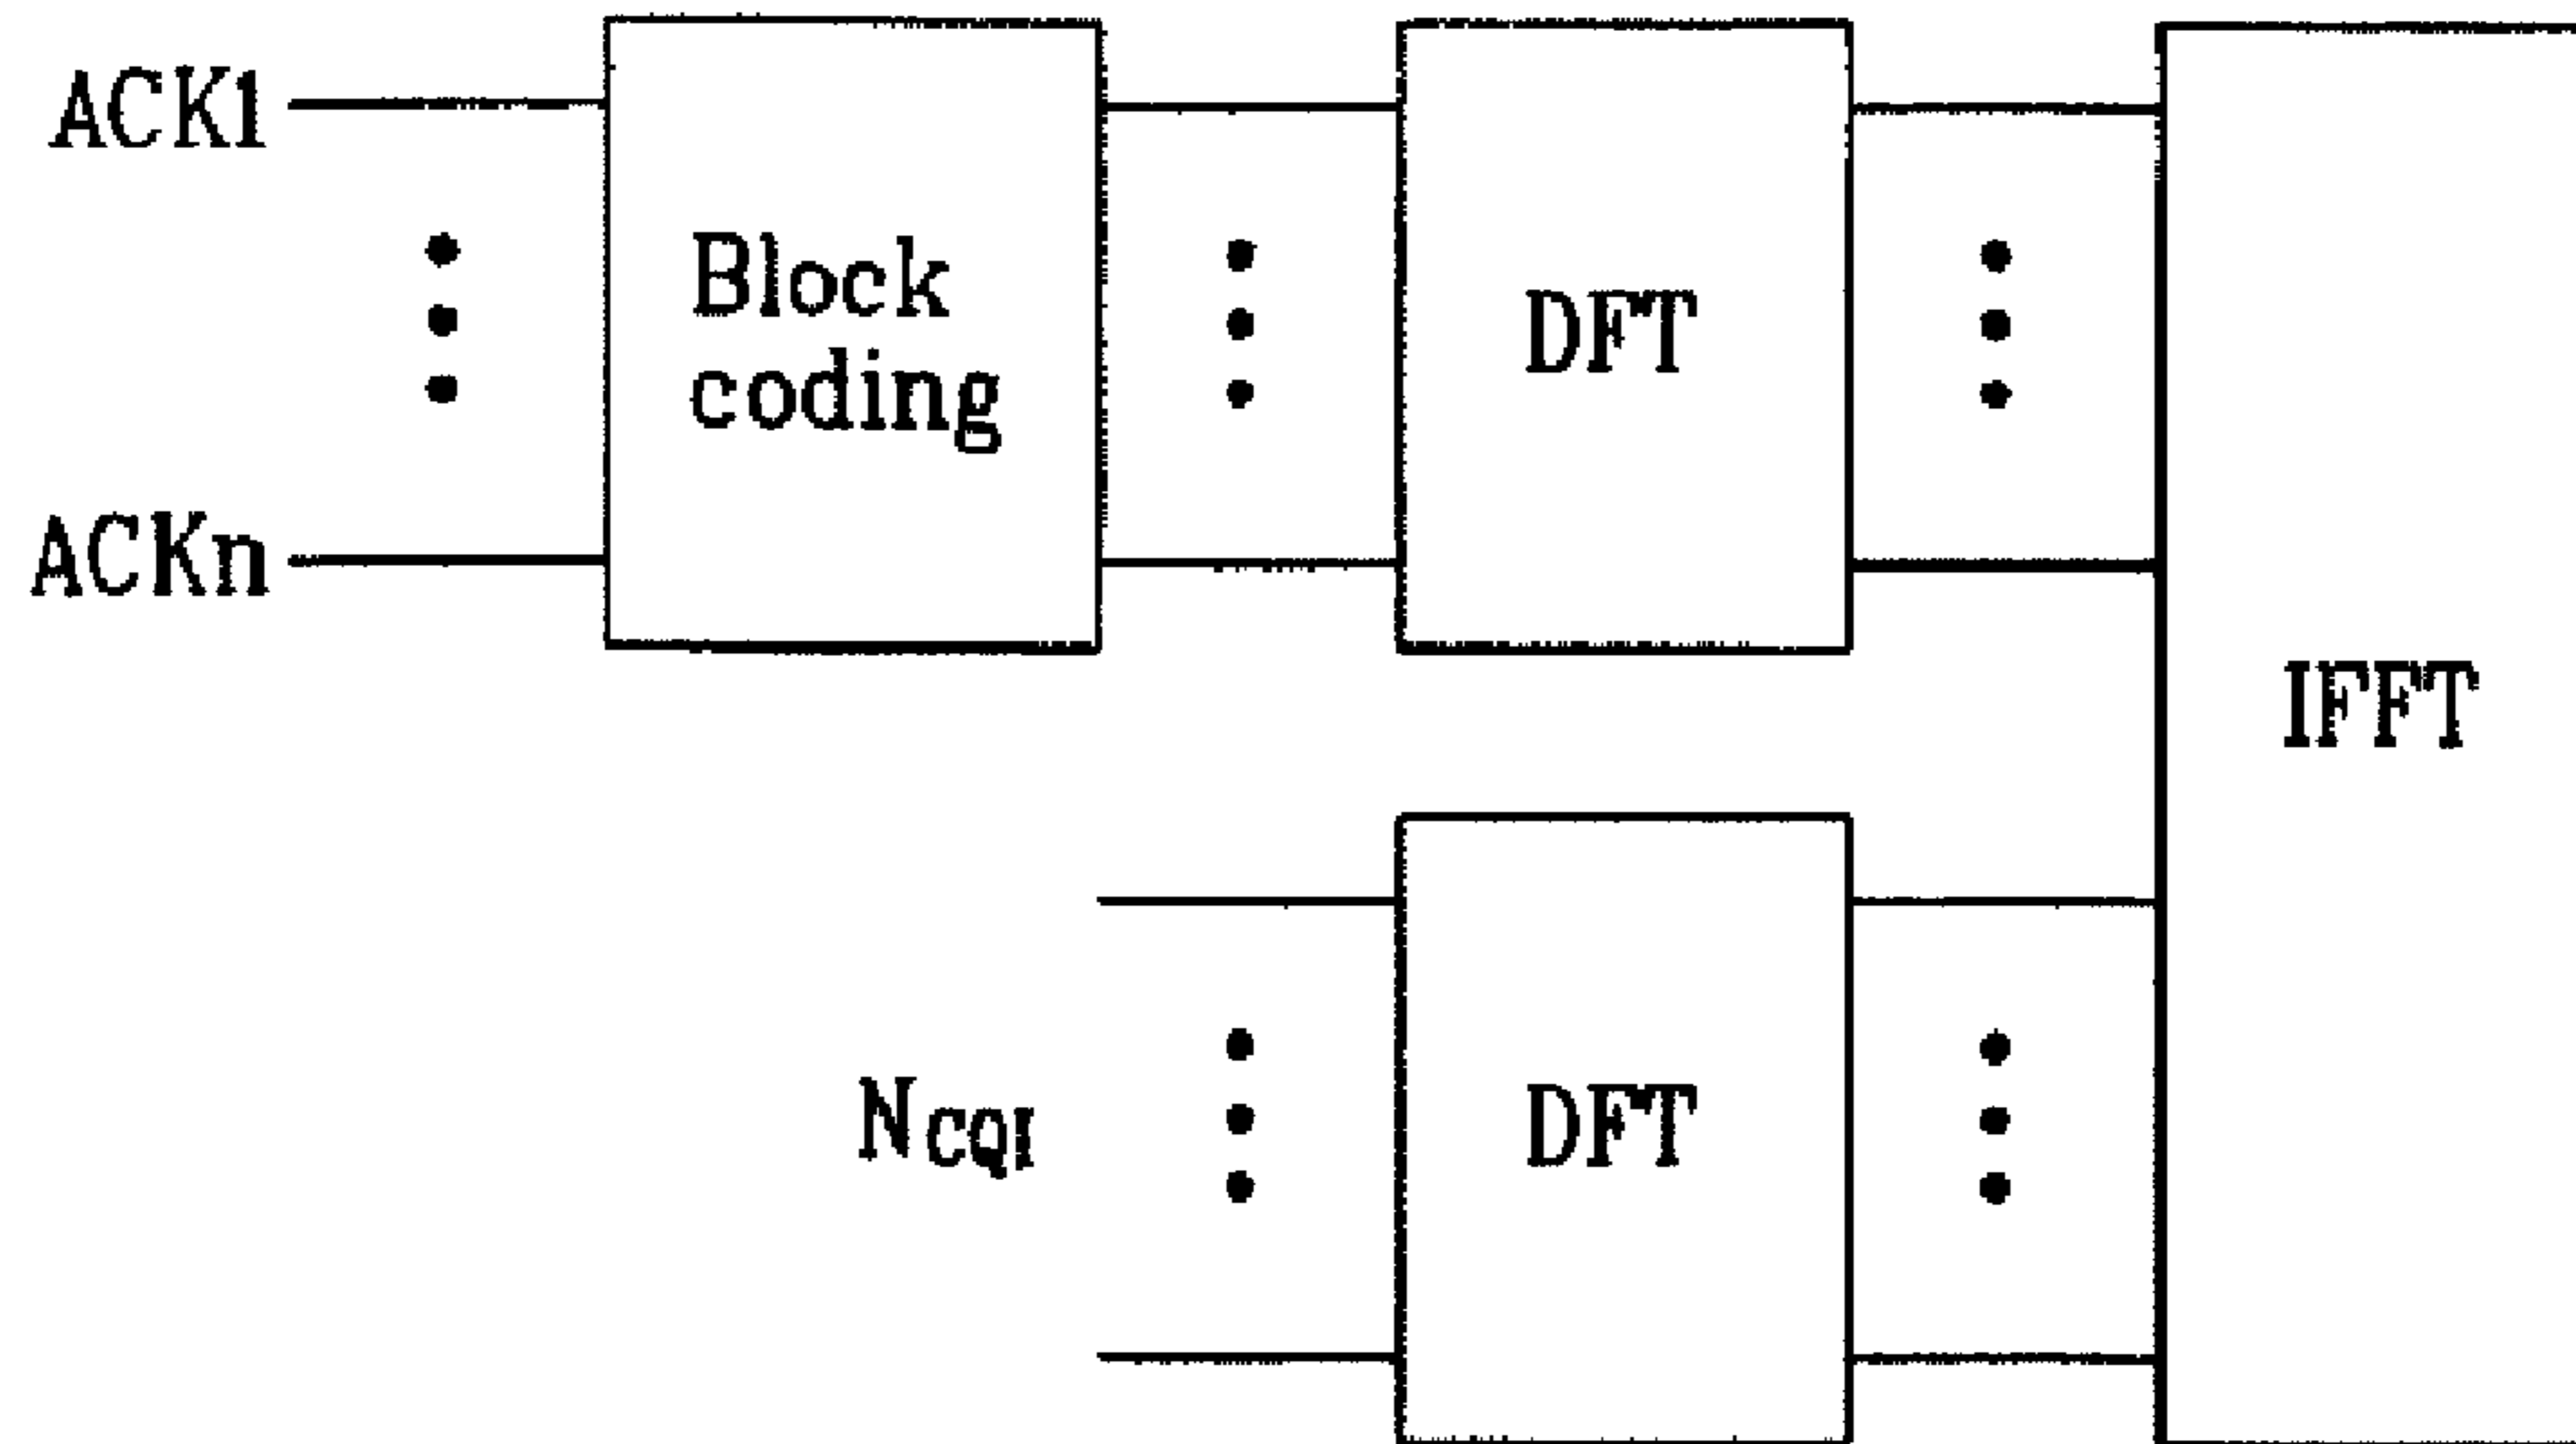 ACK1
Block
coding
DFT
ACKn
IFFT
NCQI
DFT